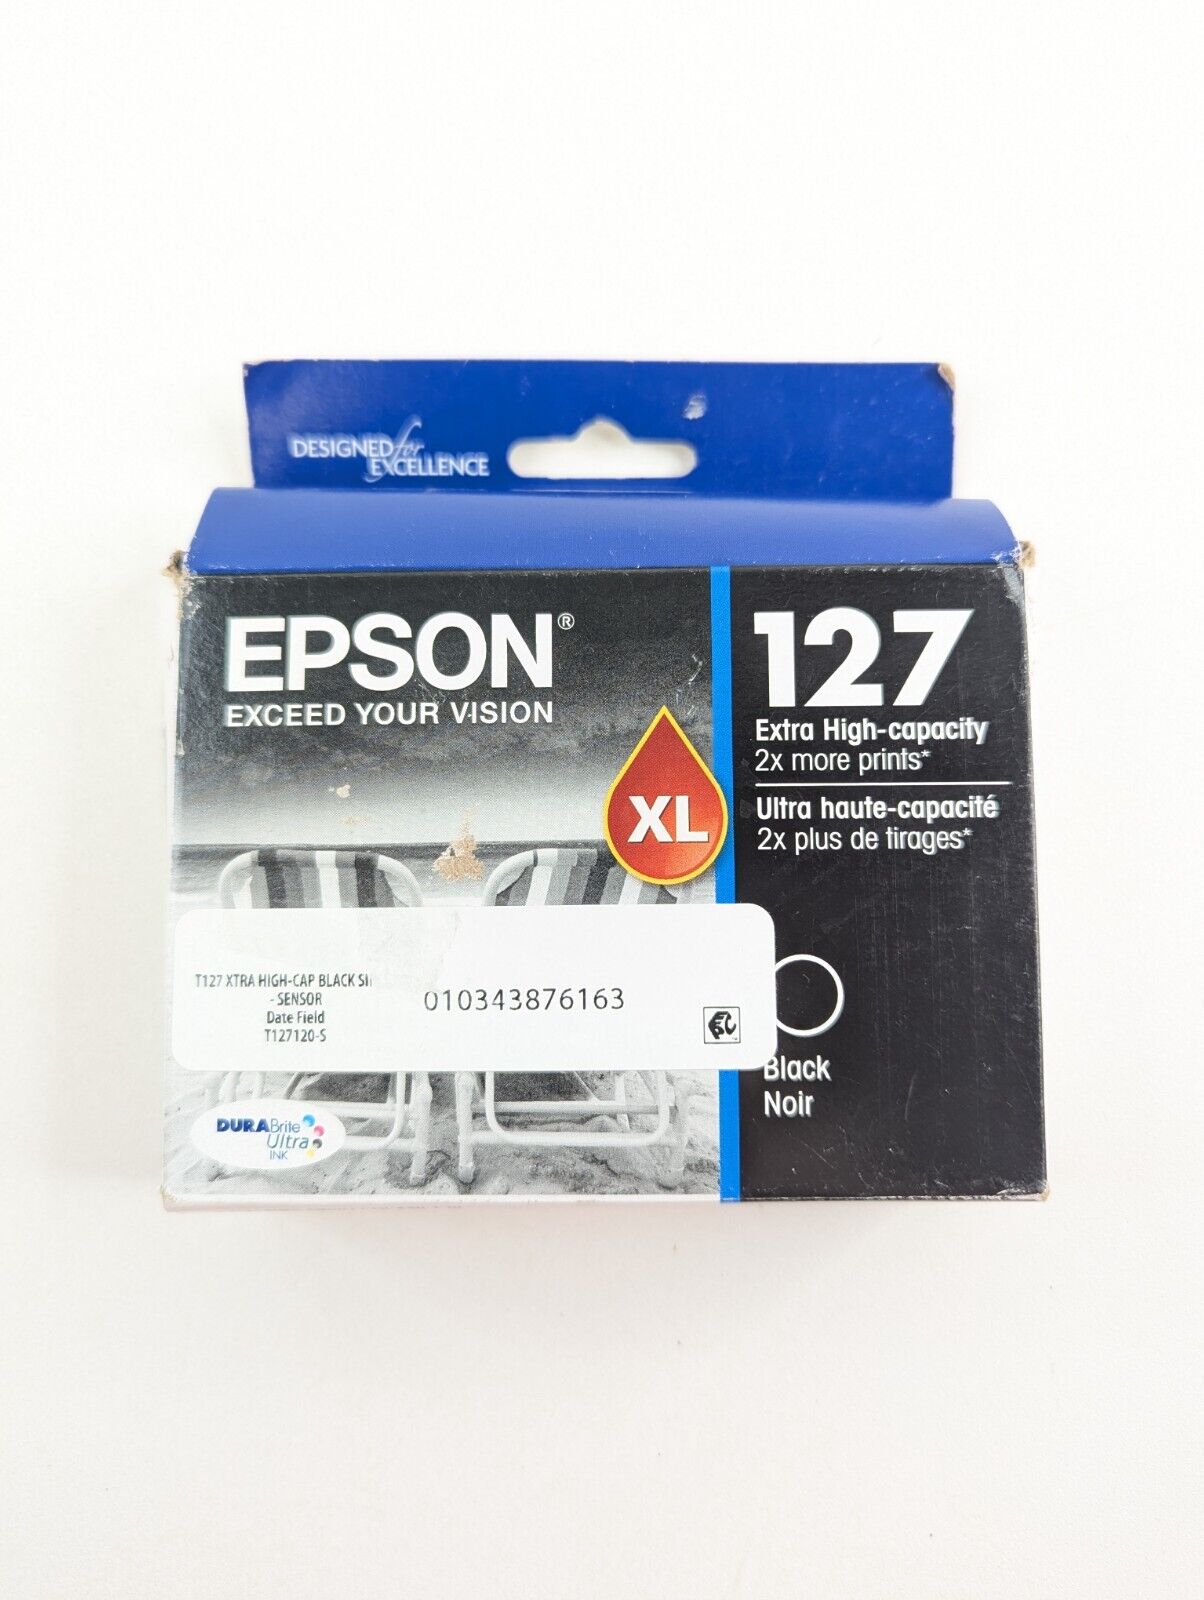 DESIGNED for
EXCELLENCE
EPSON®
EXCEED YOUR VISION
127
Extra High-capacity
2x more prints*
Ultra haute-capacité
2x plus de tirages*
XL
T127 XTRA HIGH-CAP BLACK
- SENSOR
Date Field
T127120-S
010343876163
Black
Noir
DURABrite
Ultra
INK